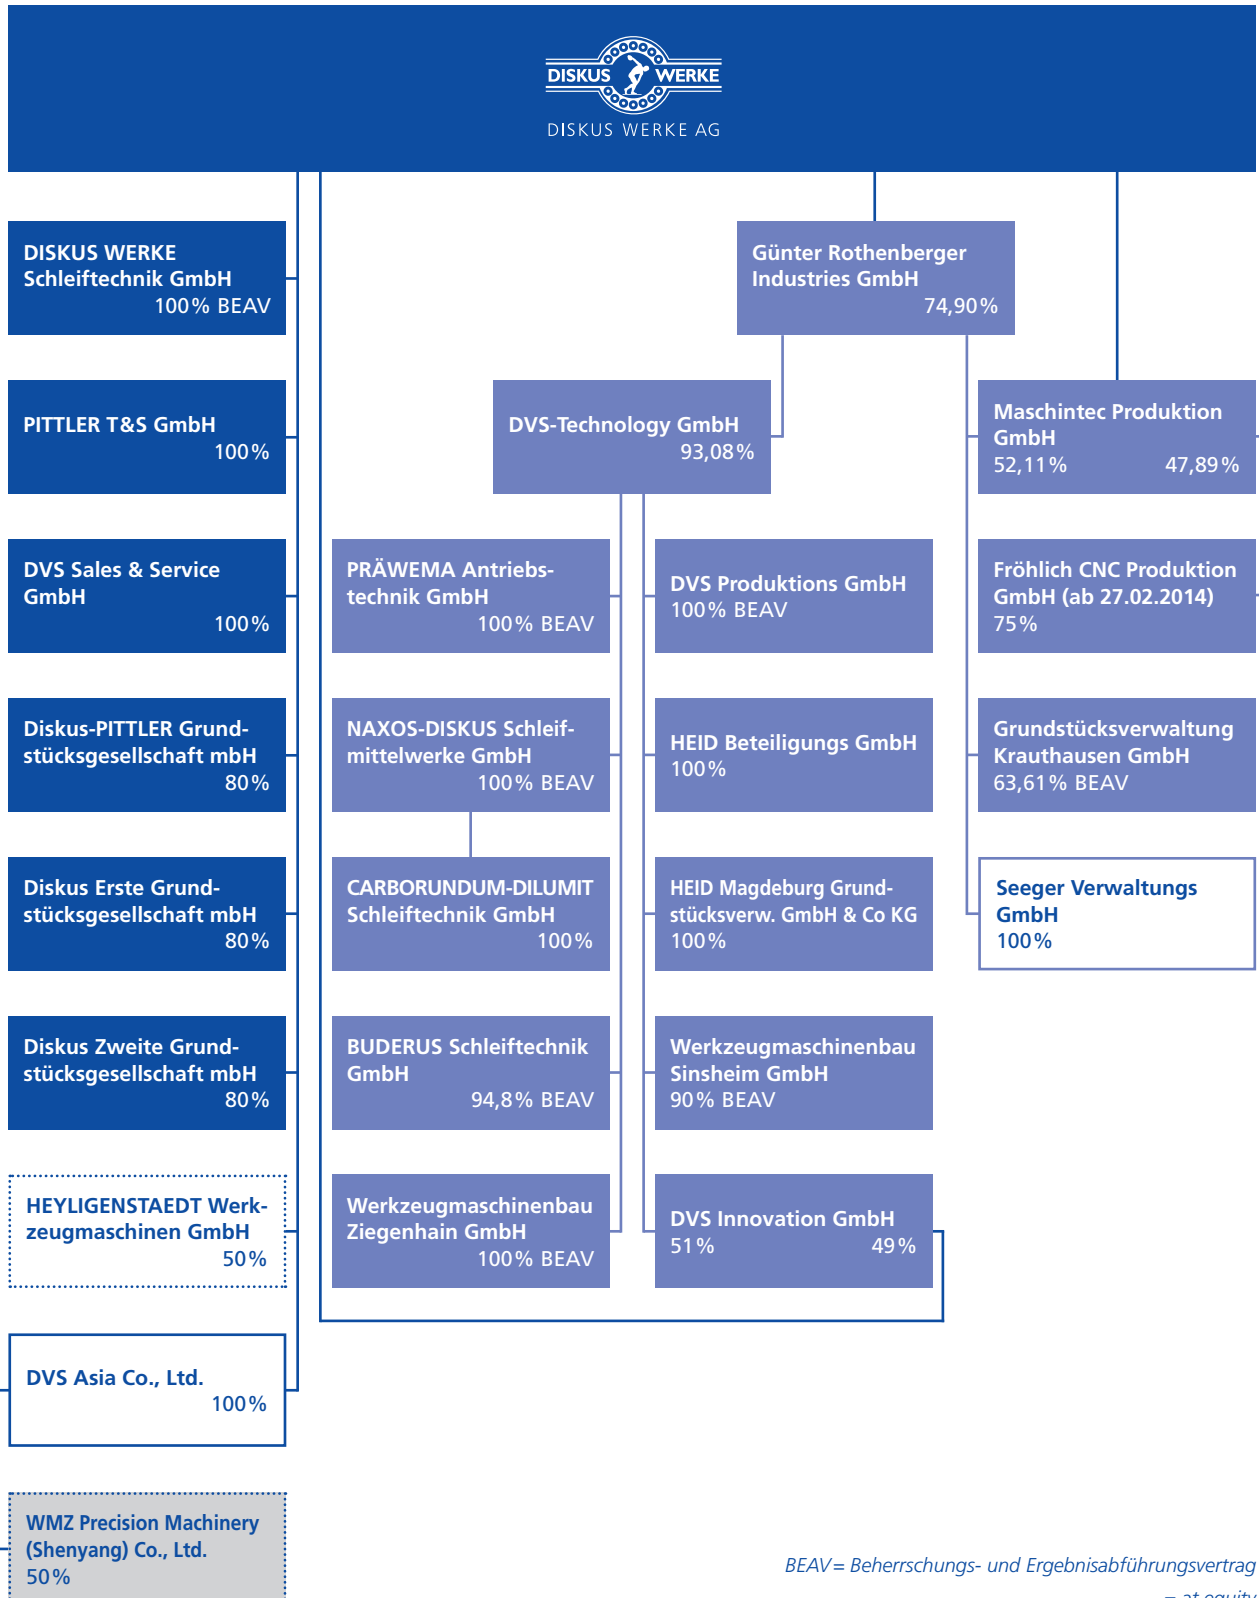 DISKUS WERKE
DISKUS WERKE AG
DISKUS WERKE
Schleiftechnik GmbH
100% BEAV
PITTLER T&S GmbH
100%
DVS Sales & Service
GmbH
100%
Diskus-PITTLER Grund-
stücksgesellschaft mbH
80%
Diskus Erste Grund-
stücksgesellschaft mbH
80%
Diskus Zweite Grund-
stücksgesellschaft mbH
80%
HEYLIGENSTAEDT Werk-
zeugmaschinen GmbH
50%
DVS Asia Co., Ltd.
100%
WMZ Precision Machinery
(Shenyang) Co., Ltd.
50%
Günter Rothenberger
Industries GmbH
74,90%
DVS-Technology GmbH
93,08%
PRÄWEMA Antriebs-
technik GmbH
100% BEAV
NAXOS-DISKUS Schleif-
mittelwerke GmbH
100% BEAV
CARBORUNDUM-DILUMIT
Schleiftechnik GmbH
100%
BUDERUS Schleiftechnik
GmbH
94,8% BEAV
Werkzeugmaschinenbau
Ziegenhain GmbH
100% BEAV
DVS Produktions GmbH
100% BEAV
HEID Beteiligungs GmbH
100%
HEID Magdeburg Grund-
stücksverw. GmbH & Co KG
100%
Werkzeugmaschinenbau
Sinsheim GmbH
90% BEAV
DVS Innovation GmbH
51% 49%
Maschintec Produktion
GmbH
52,11% 47,89%
Fröhlich CNC Produktion
GmbH (ab 27.02.2014)
75%
Grundstücksverwaltung
Krauthausen GmbH
63,61% BEAV
Seeger Verwaltungs
GmbH
100%
BEAV = Beherrschungs- und Ergebnisabführungsvertrag
= at equity